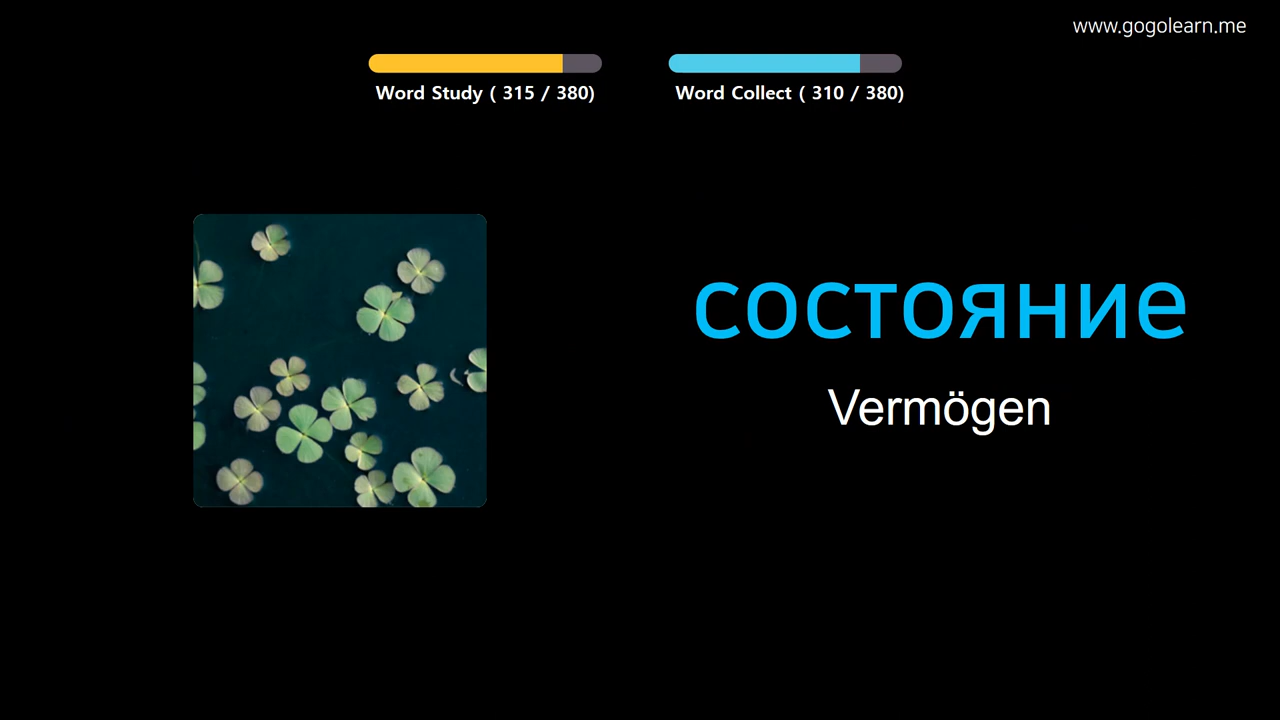 www.gogolearn.me
Word Study ( 315 / 380)
Word Collect ( 310 / 380)
состояние
Vermögen